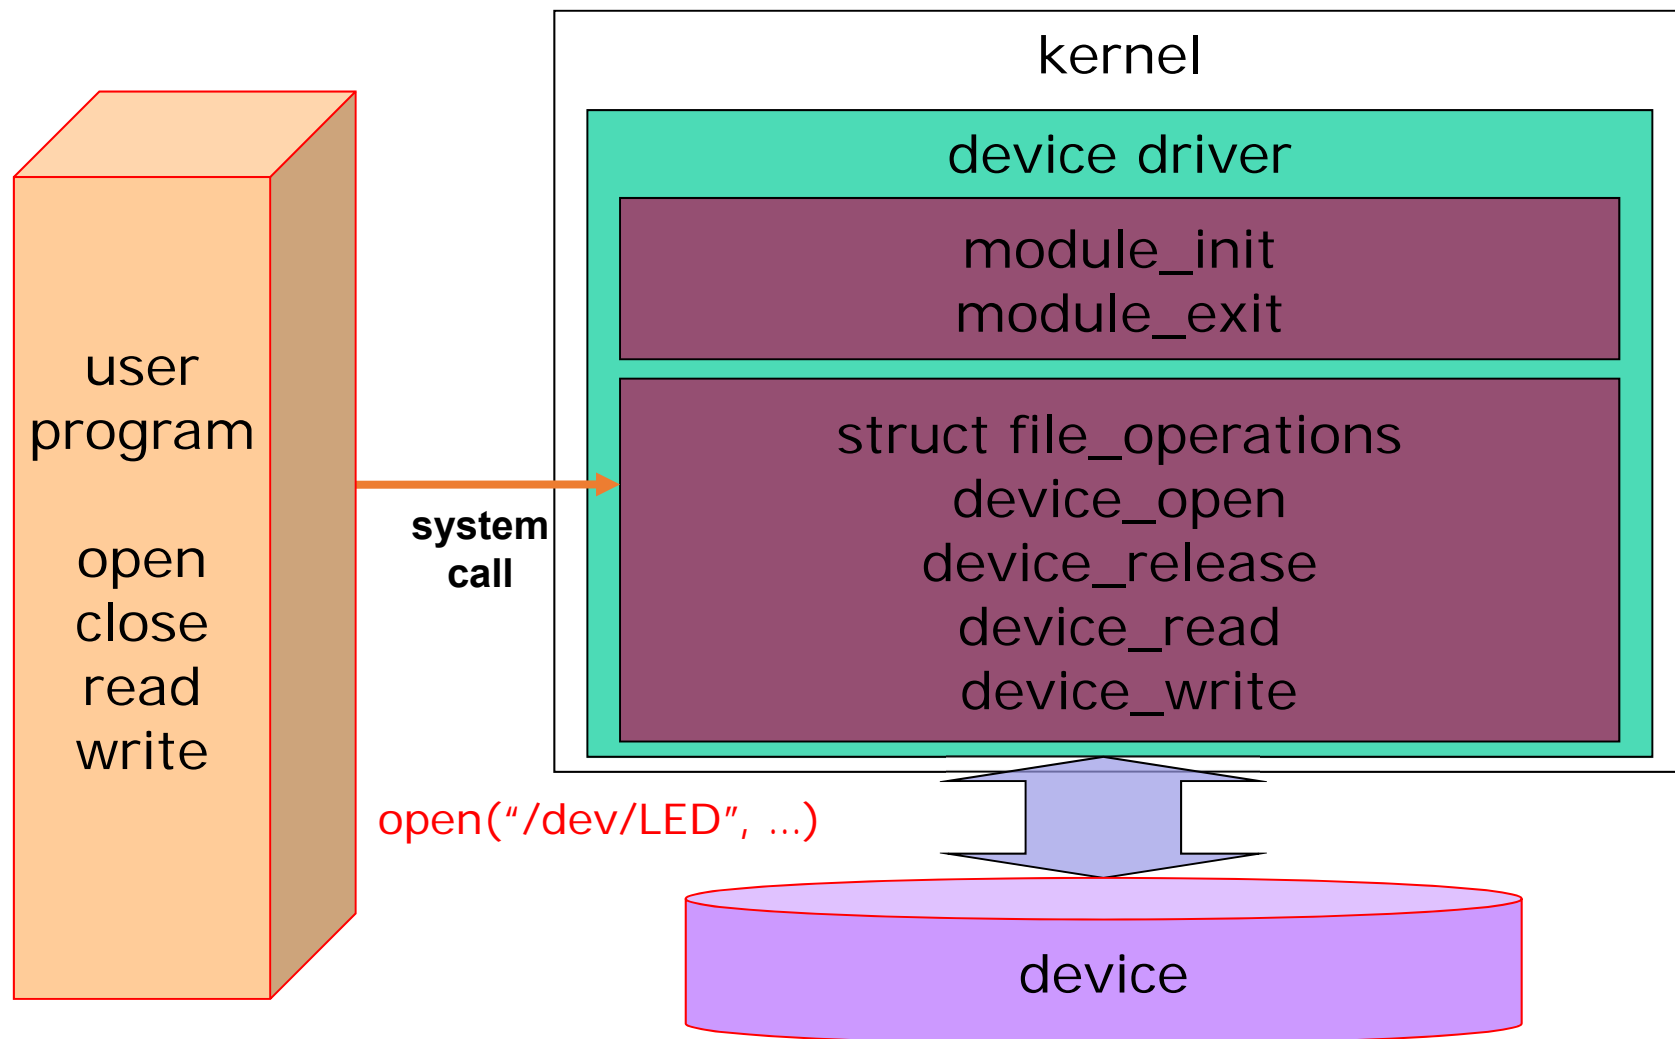 kernel
device driver
module_init
module_exit
struct file_operations
device_open
device_release
device_read
device_write
user
program
open
close
read
write
system
call
open(“/dev/LED”, …)
device